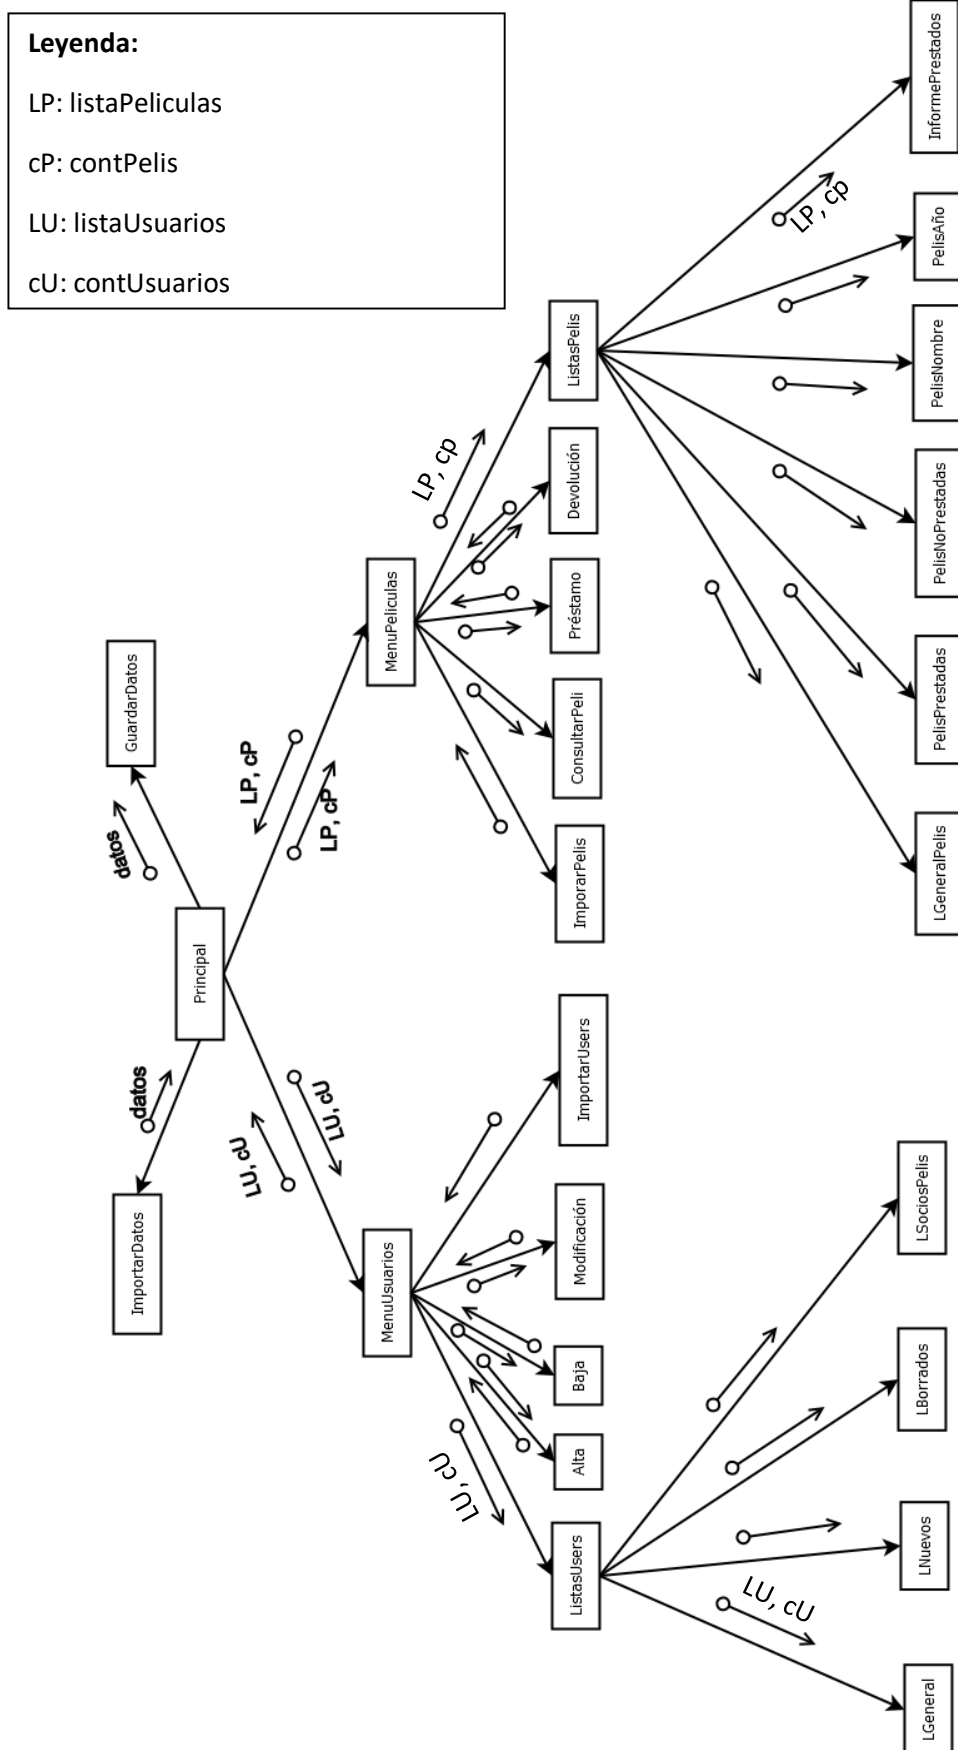 Leyenda:
LP: listaPeliculas
cP: contPelis
LU: listaUsuarios
cU: contUsuarios
Principal
ImportarDatos
datos
GuardarDatos
datos
MenuUsuarios
LU, cU
LU, cU
MenuPeliculas
LP, cP
LP, cP
ListasUsers
LU, cU
Alta
Baja
Modificación
ImportarUsers
ImporarPelis
ConsultarPeli
Préstamo
Devolución
ListasPelis
LP, cp
LGeneral
LU, cU
LNuevos
LBorrados
LSociosPelis
LGeneralPelis
PelisPrestadas
PelisNoPrestadas
PelisNombre
PelisAño
InformePrestados
LP, cp